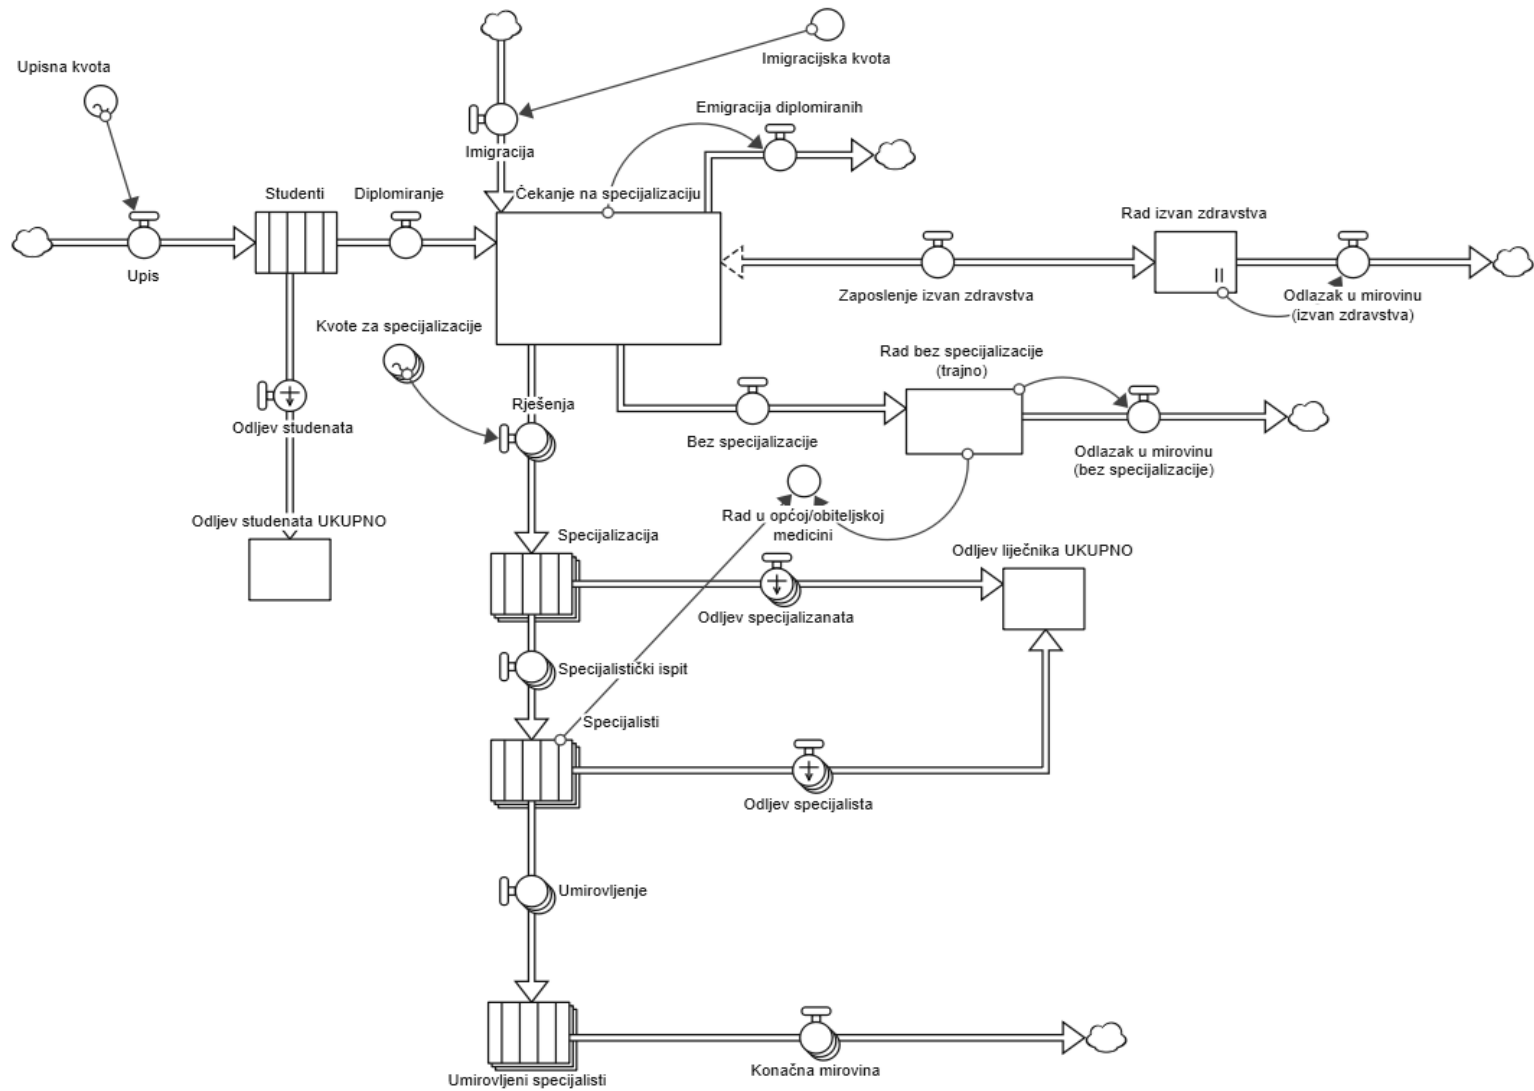 Upisna kvota
Imigracijska kvota
Emigracija diplomiranih
Imigracija
Studenti
Diplomiranje
Čekanje na specijalizaciju
Rad izvan zdravstva
Upis
Zaposlenje izvan zdravstva
Odlazak u mirovinu
(izvan zdravstva)
Kvote za specijalizacije
Rad bez specijalizacije
(trajno)
Rješenja
Odljev studenata
Bez specijalizacije
Odlazak u mirovinu
(bez specijalizacije)
Odljev studenata UKUPNO
Rad u općoj/obiteljskoj
medicini
Specijalizacija
Odljev liječnika UKUPNO
Odljev specijalizanata
Specijalistički ispit
Specijalisti
Odljev specijalista
Umirovljenje
Umirovljeni specijalisti
Konačna mirovina